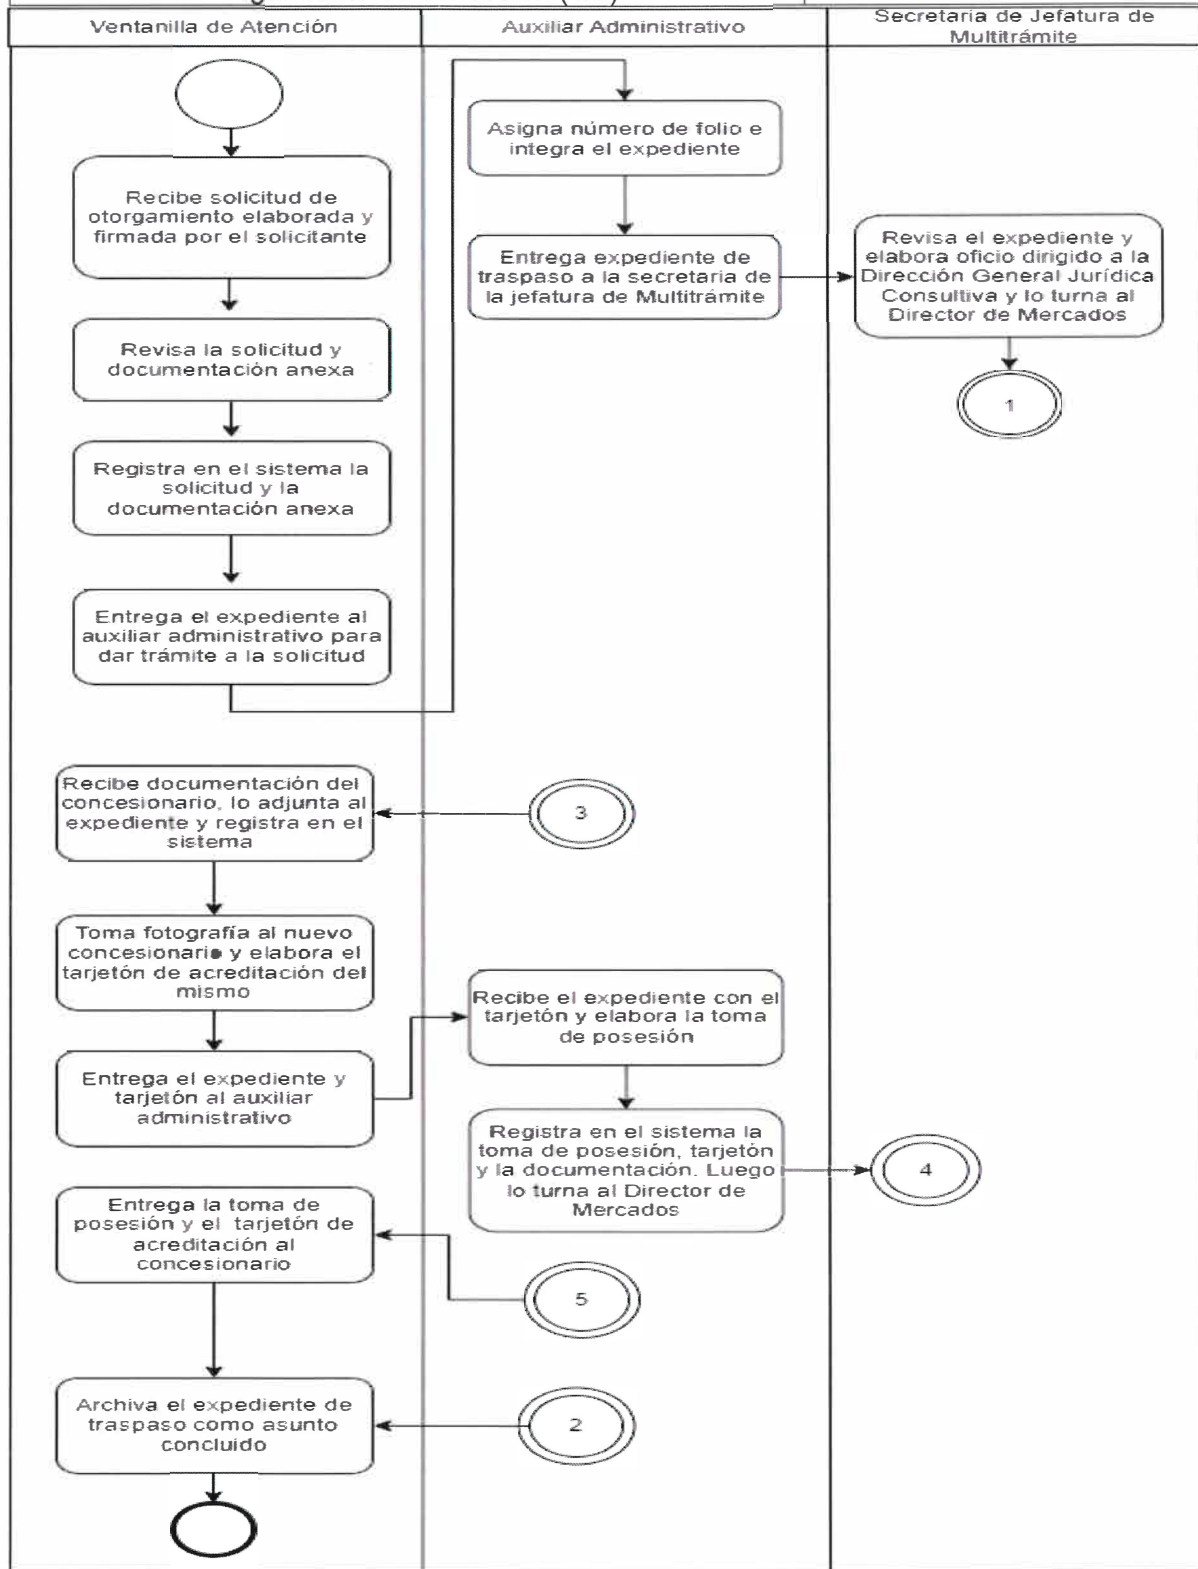 Ventanilla de Atención
Auxiliar Administrativo
Secretaria de Jefatura de
Multitrámite
Recibe solicitud de
otorgamiento elaborada y
firmada por el solicitante
Revisa la solicitud y
documentación anexa
Registra en el sistema la
solicitud y la
documentación anexa
Entrega el expediente al
auxiliar administrativo para
dar trámite a la solicitud
Asigna número de folio e
integra el expediente
Entrega expediente de
traspaso a la secretaria de
la jefatura de Multitrámite
Revisa el expediente y
elabora oficio dirigido a la
Dirección General Jurídica
Consultiva y lo turna al
Director de Mercados
1
3
Recibe documentación del
concesionario, lo adjunta al
expediente y registra en el
sistema
Toma fotografía al nuevo
concesionario y elabora el
tarjetón de acreditación del
mismo
Entrega el expediente y
tarjetón al auxiliar
administrativo
Recibe el expediente con el
tarjetón y elabora la toma
de posesión
Registra en el sistema la
toma de posesión, tarjetón
y la documentación. Luego
lo turna al Director de
Mercados
4
5
Entrega la toma de
posesión y el tarjetón de
acreditación al
concesionario
2
Archiva el expediente de
traspaso como asunto
concluido